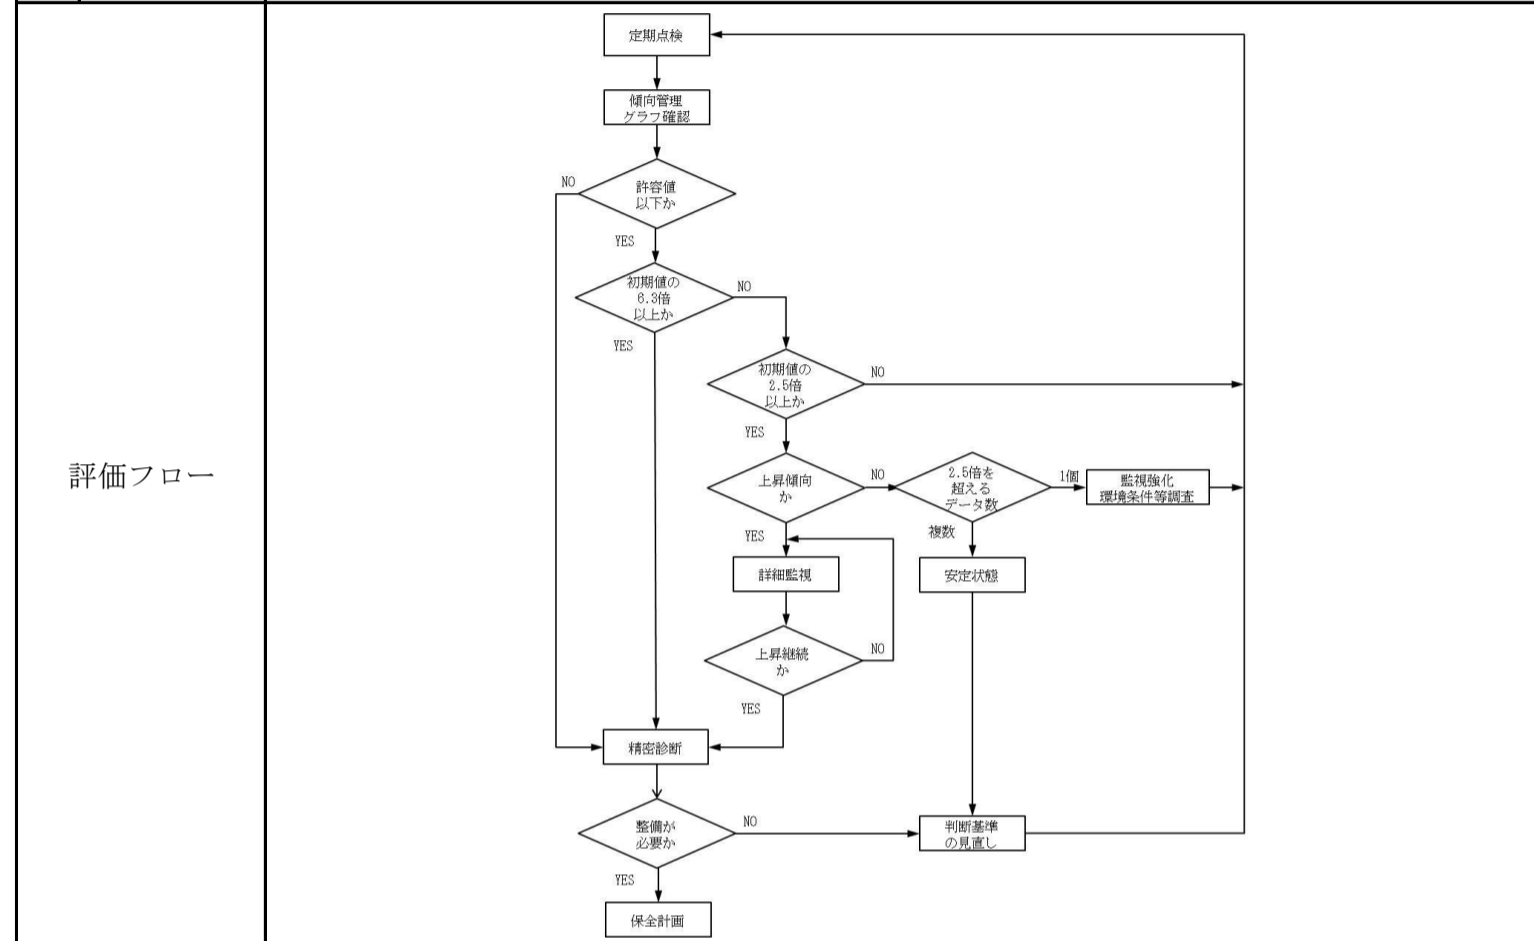 定期点検
傾向管理
グラフ確認
NO
許容値
以下か
YES
初期値の
6.3倍
以上か
NO
YES
初期値の
2.5倍
以上か
NO
YES
評価フロー
上昇傾向
か
NO
2.5倍を
超える
データ数
1個
監視強化
環境条件等調査
YES
複数
詳細監視
安定状態
上昇継続
か
NO
YES
精密診断
整備が
必要か
NO
判断基準
の見直し
YES
保全計画